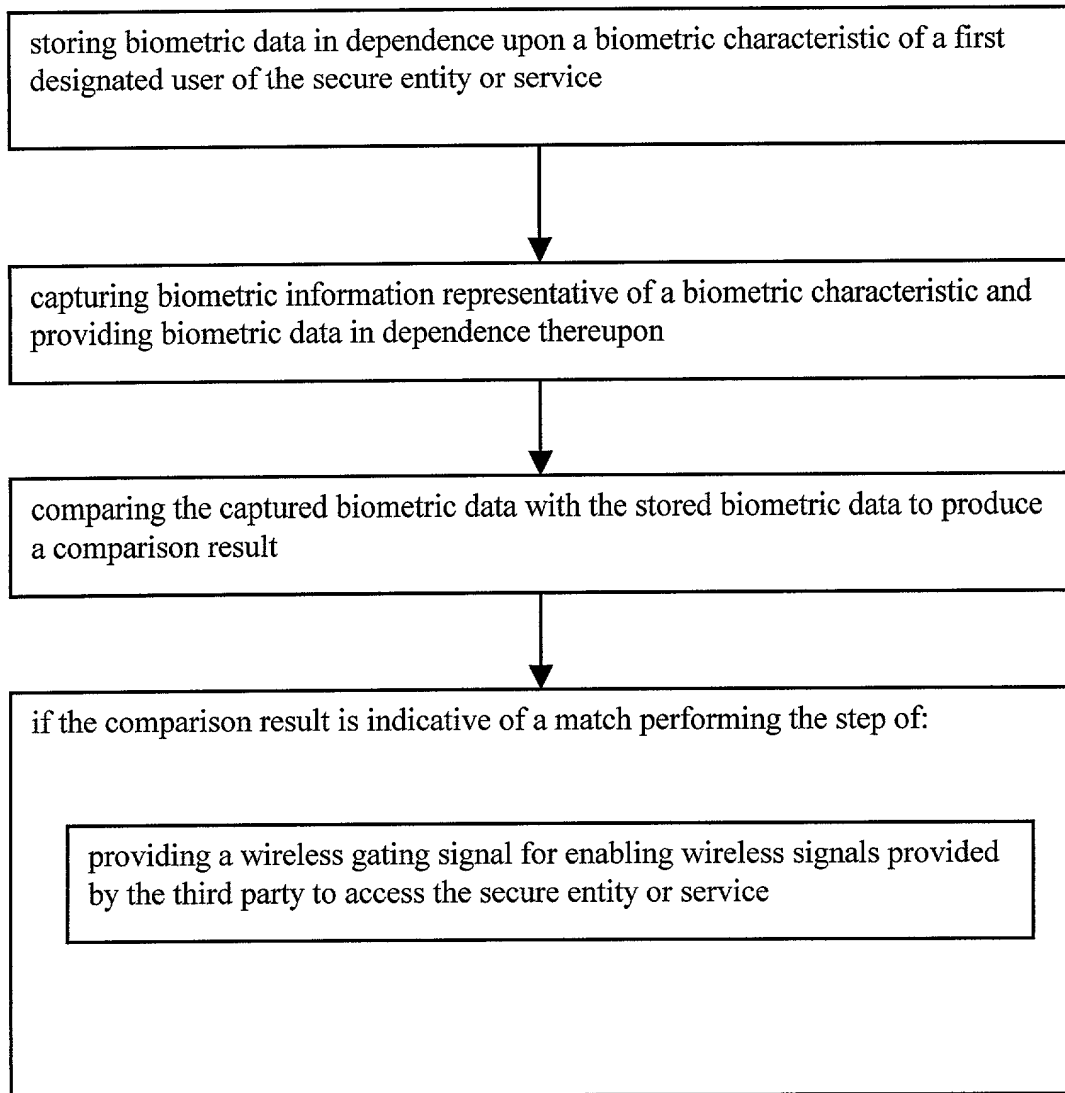 storing biometric data in dependence upon a biometric characteristic of a first
designated user of the secure entity or service
capturing biometric information representative of a biometric characteristic and
providing biometric data in dependence thereupon
comparing the captured biometric data with the stored biometric data to produce
a comparison result
if the comparison result is indicative of a match performing the step of:
providing a wireless gating signal for enabling wireless signals provided
by the third party to access the secure entity or service